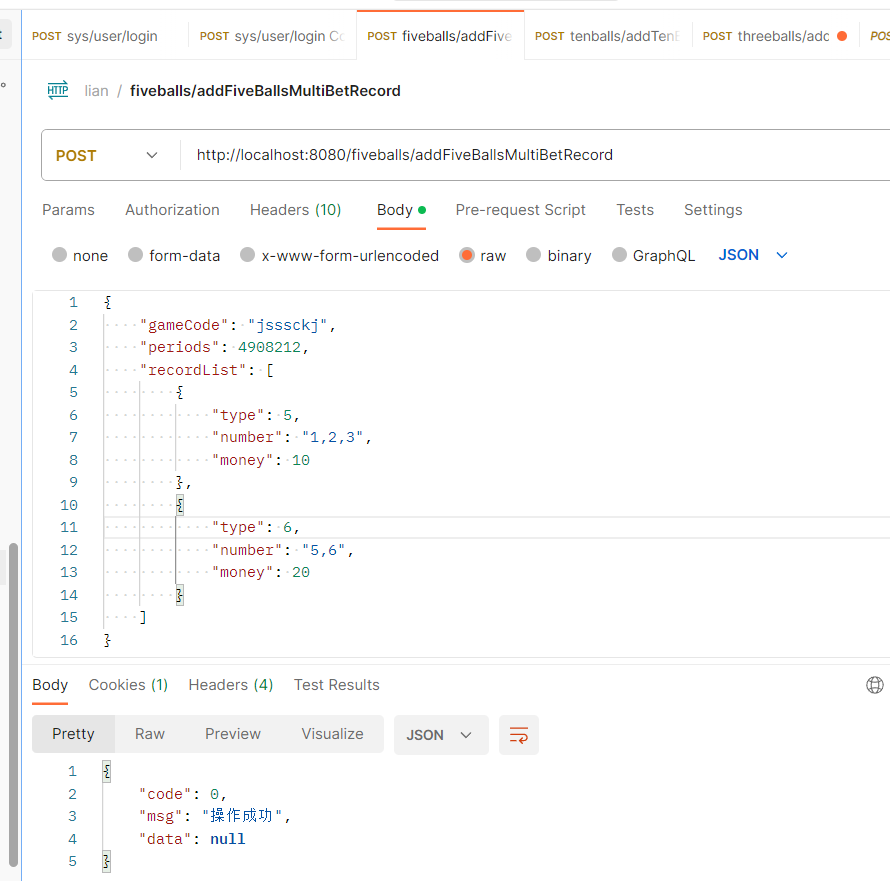 POST sys/user/login POST sys/user/login Co POST fiveballs/addFive POST tenballs/addTenB POST threeballs/add POS
HTTP lian / fiveballs/addFiveBallsMultiBetRecord
POST http://localhost:8080/fiveballs/addFiveBallsMultiBetRecord
Params Authorization Headers (10) Body Pre-request Script Tests Settings
none form-data x-www-form-urlencoded raw binary GraphQL JSON
1 {
2 "gameCode": "jsssckj",
3 "periods": 4908212,
4 "recordList": [
5 {
6 "type": 5,
7 "number": "1,2,3",
8 "money": 10
9 },
10 {
11 "type": 6,
12 "number": "5,6",
13 "money": 20
14 }
15 ]
16 }
Body Cookies (1) Headers (4) Test Results
Pretty Raw Preview Visualize JSON
1 {
2 "code": 0,
3 "msg": "操作成功",
4 "data": null
5 }